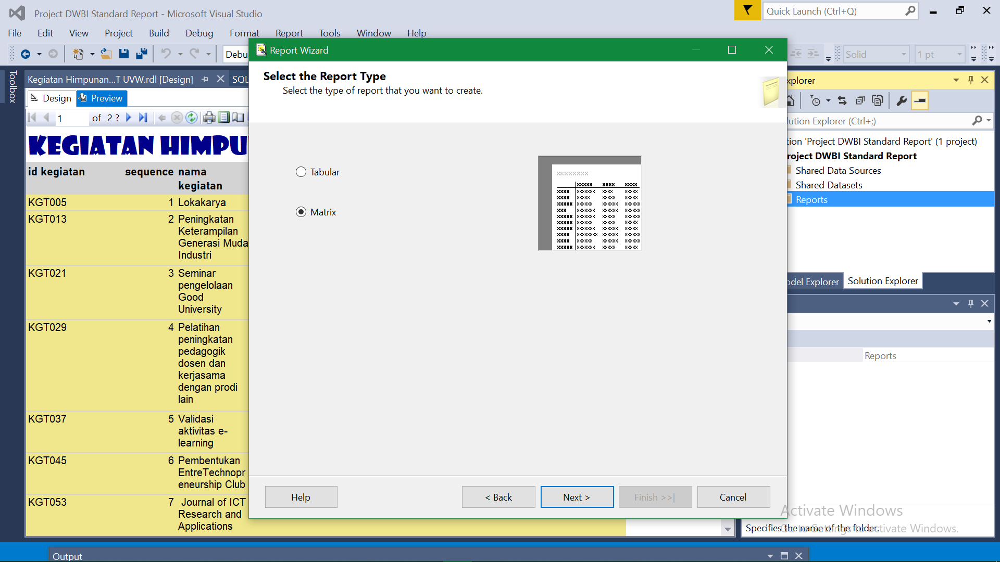 Project DWBI Standard Report - Microsoft Visual Studio
Quick Launch (Ctrl+Q)
File Edit View Project Build Debug Format Report Tools Window Help
Debu
Solid
1 pt
Toolbox
Kegiatan Himpunan...T UVW.rdl [Design]
SQL
Design
Preview
1 of 2 ?
KEGIATAN HIMPU
id kegiatan sequence nama kegiatan
KGT005 1 Lokakarya
KGT013 2 Peningkatan
Keterampilan
Generasi Muda
Industri
KGT021 3 Seminar
pengelolaan
Good
University
KGT029 4 Pelatihan
peningkatan
pedagogik
dosen dan
kerjasama
dengan prodi
lain
KGT037 5 Validasi
aktivitas e-
learning
KGT045 6 Pembentukan
EntreTechnopr
eneurship Club
KGT053 7 Journal of ICT
Research and
Applications
Report Wizard
Select the Report Type
Select the type of report that you want to create.
Tabular
Matrix
Help
< Back
Next >
Finish >>|
Cancel
xplorer
ution Explorer (Ctrl+;)
tion 'Project DWBI Standard Report' (1 project)
roject DWBI Standard Report
Shared Data Sources
Shared Datasets
Reports
odel Explorer
Solution Explorer
Reports
Activate Windows
Go to Settings to activate Windows.
Specifies the name of the folder.
Output